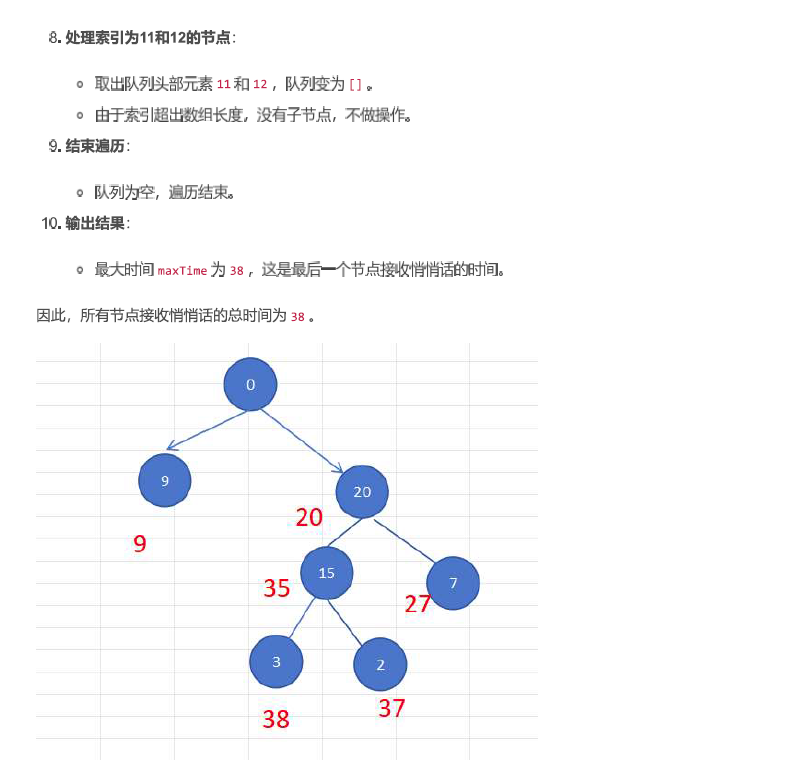 8. 处理索引为11和12的节点：
取出队列头部元素 11 和 12 ，队列变为 [] 。
由于索引超出数组长度，没有子节点，不做操作。
9. 结束遍历：
队列为空，遍历结束。
10. 输出结果：
最大时间 maxTime 为 38 ，这是最后一个节点接收悄悄话的时间。
因此，所有节点接收悄悄话的总时间为 38 。
0
9
20
20
9
15
35
7
27
3
2
37
38